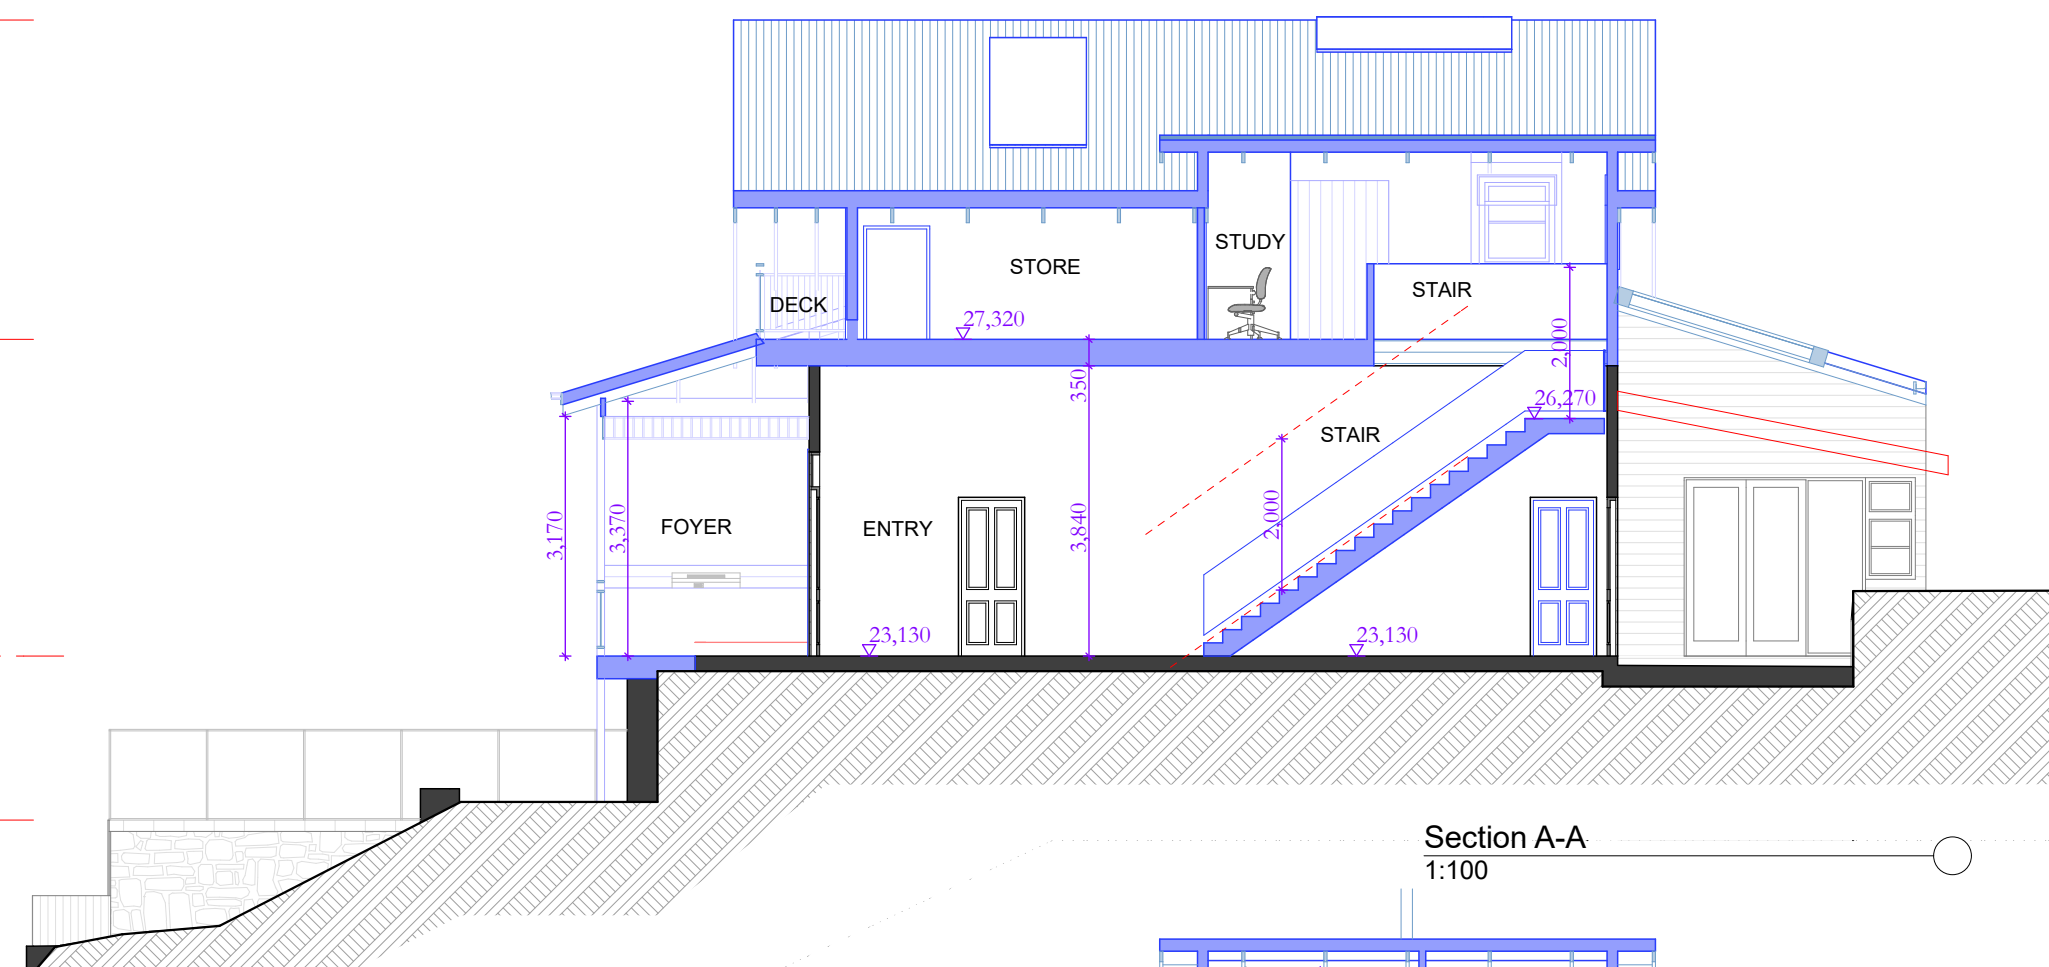 STUDY
STORE
STAIR
DECK
27,320
2,000
350
26,270
STAIR
3,170
3,370
FOYER
ENTRY
3,840
2,000
23,130
23,130
Section A-A
1:100